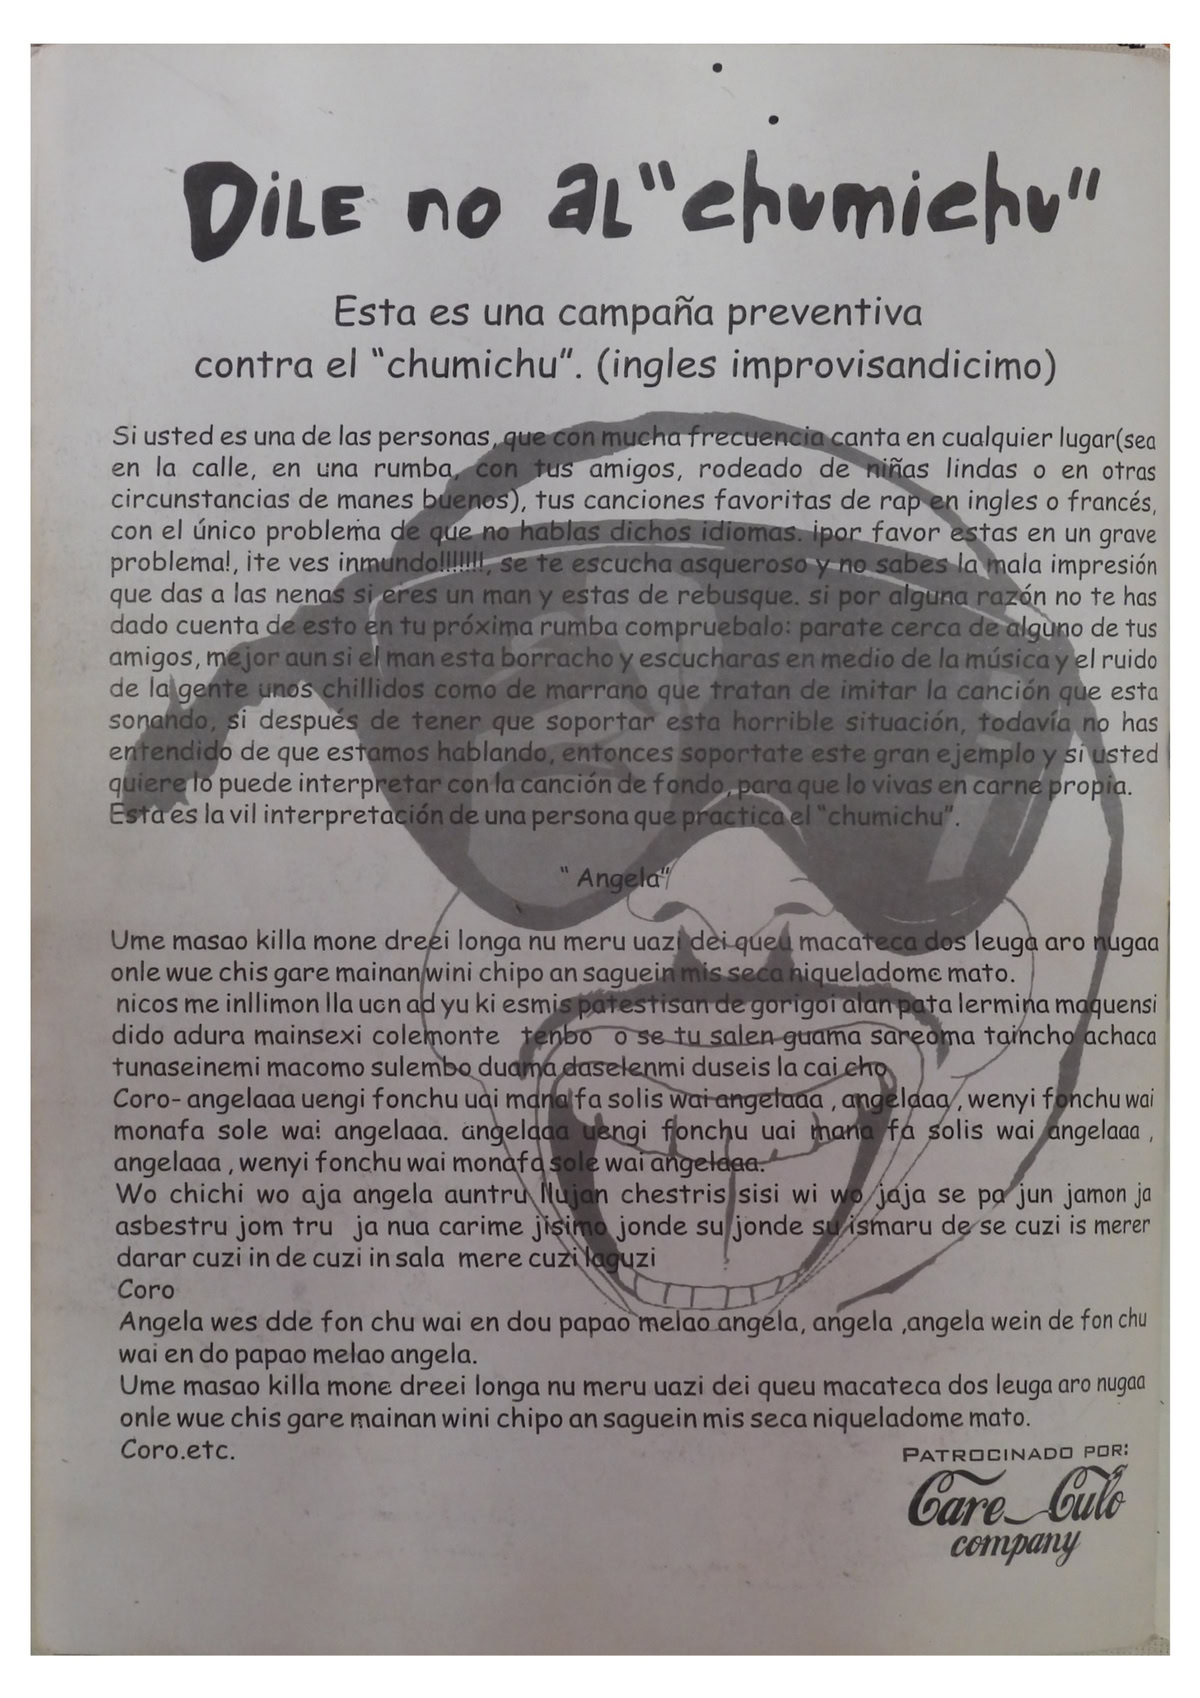 Dile no al "chumichu"
Esta es una campaña preventiva
contra el "chumichu". (ingles improvisandicimo)
Si usted es una de las personas, que con mucha frecuencia canta en cualquier lugar(sea
en la calle, en una rumba, con tus amigos, rodeado de niñas lindas o en otras
circunstancias de manes buenos), tus canciones favoritas de rap en ingles o francés,
con el único problema de que no hablas dichos idiomas. ¡por favor estas en un grave
problema!, ¡te ves inmundo!!!!!!!, se te escucha asqueroso y no sabes la mala impresión
que das a las nenas si eres un man y estas de rebusque. si por alguna razón no te has
dado cuenta de esto en tu próxima rumba compruebalo: parate cerca de alguno de tus
amigos, mejor aun si el man esta borracho y escucharas en medio de la música y el ruido
de la gente unos chillidos como de marrano que tratan de imitar la canción que esta
sonando, si después de tener que soportar esta horrible situación, todavía no has
entendido de que estamos hablando, entonces soportate este gran ejemplo y si usted
quiere lo puede interpretar con la canción de fondo, para que lo vivas en carne propia.
Esta es la vil interpretación de una persona que practica el "chumichu".
" Angela"
Ume masao killa mone dreei longa nu meru uazi dei queu macateca dos leuga aro nugaa
onle wue chis gare mainan wini chipo an saguein mis seca niqueladome mato.
nicos me inllimon lla ucn ad yu ki esmis patestisan de gorigoi alan pata lermina maquensi
dido adura mainsexi colemonte tenbo o se tu salen guama sareoma taincho achaca
tunaseinemi macomo sulembo duama daselenmi duseis la cai cho
Coro- angelaaa uengi fonchu uai mana fa solis wai angelaaa , angelaaa , wenyi fonchu wai
monafa sole wai angelaaa. angelaaa uengi fonchu uai mana fa solis wai angelaaa ,
angelaaa , wenyi fonchu wai monafa sole wai angelaaa.
Wo chichi wo aja angela auntru llujan chestris sisi wi wo jaja se pa jun jamon ja
asbestru jom tru ja nua carime jisimo jonde su jonde su ismaru de se cuzi is merer
darar cuzi in de cuzi in sala mere cuzi laguzi
Coro
Angela wes dde fon chu wai en dou papao melao angela, angela ,angela wein de fon chu
wai en do papao melao angela.
Ume masao killa mone dreei longa nu meru uazi dei queu macateca dos leuga aro nugaa
onle wue chis gare mainan wini chipo an saguein mis seca niqueladome mato.
Coro.etc.
Patrocinado por:
Care Culo
company